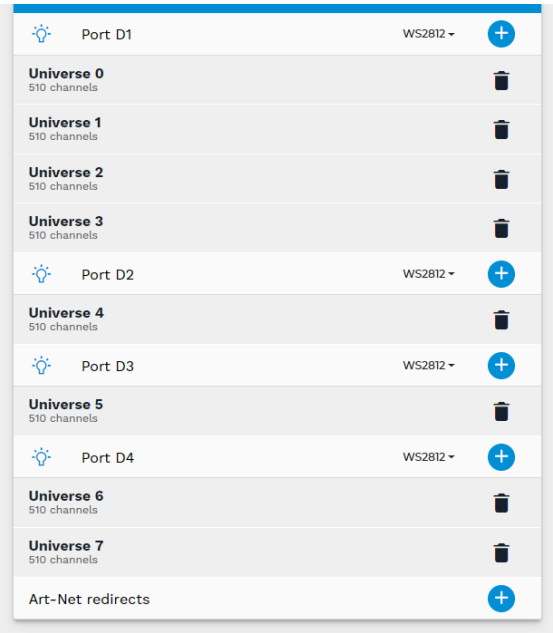 Port D1 WS2812
Universe 0
510 channels
Universe 1
510 channels
Universe 2
510 channels
Universe 3
510 channels
Port D2 WS2812
Universe 4
510 channels
Port D3 WS2812
Universe 5
510 channels
Port D4 WS2812
Universe 6
510 channels
Universe 7
510 channels
Art-Net redirects